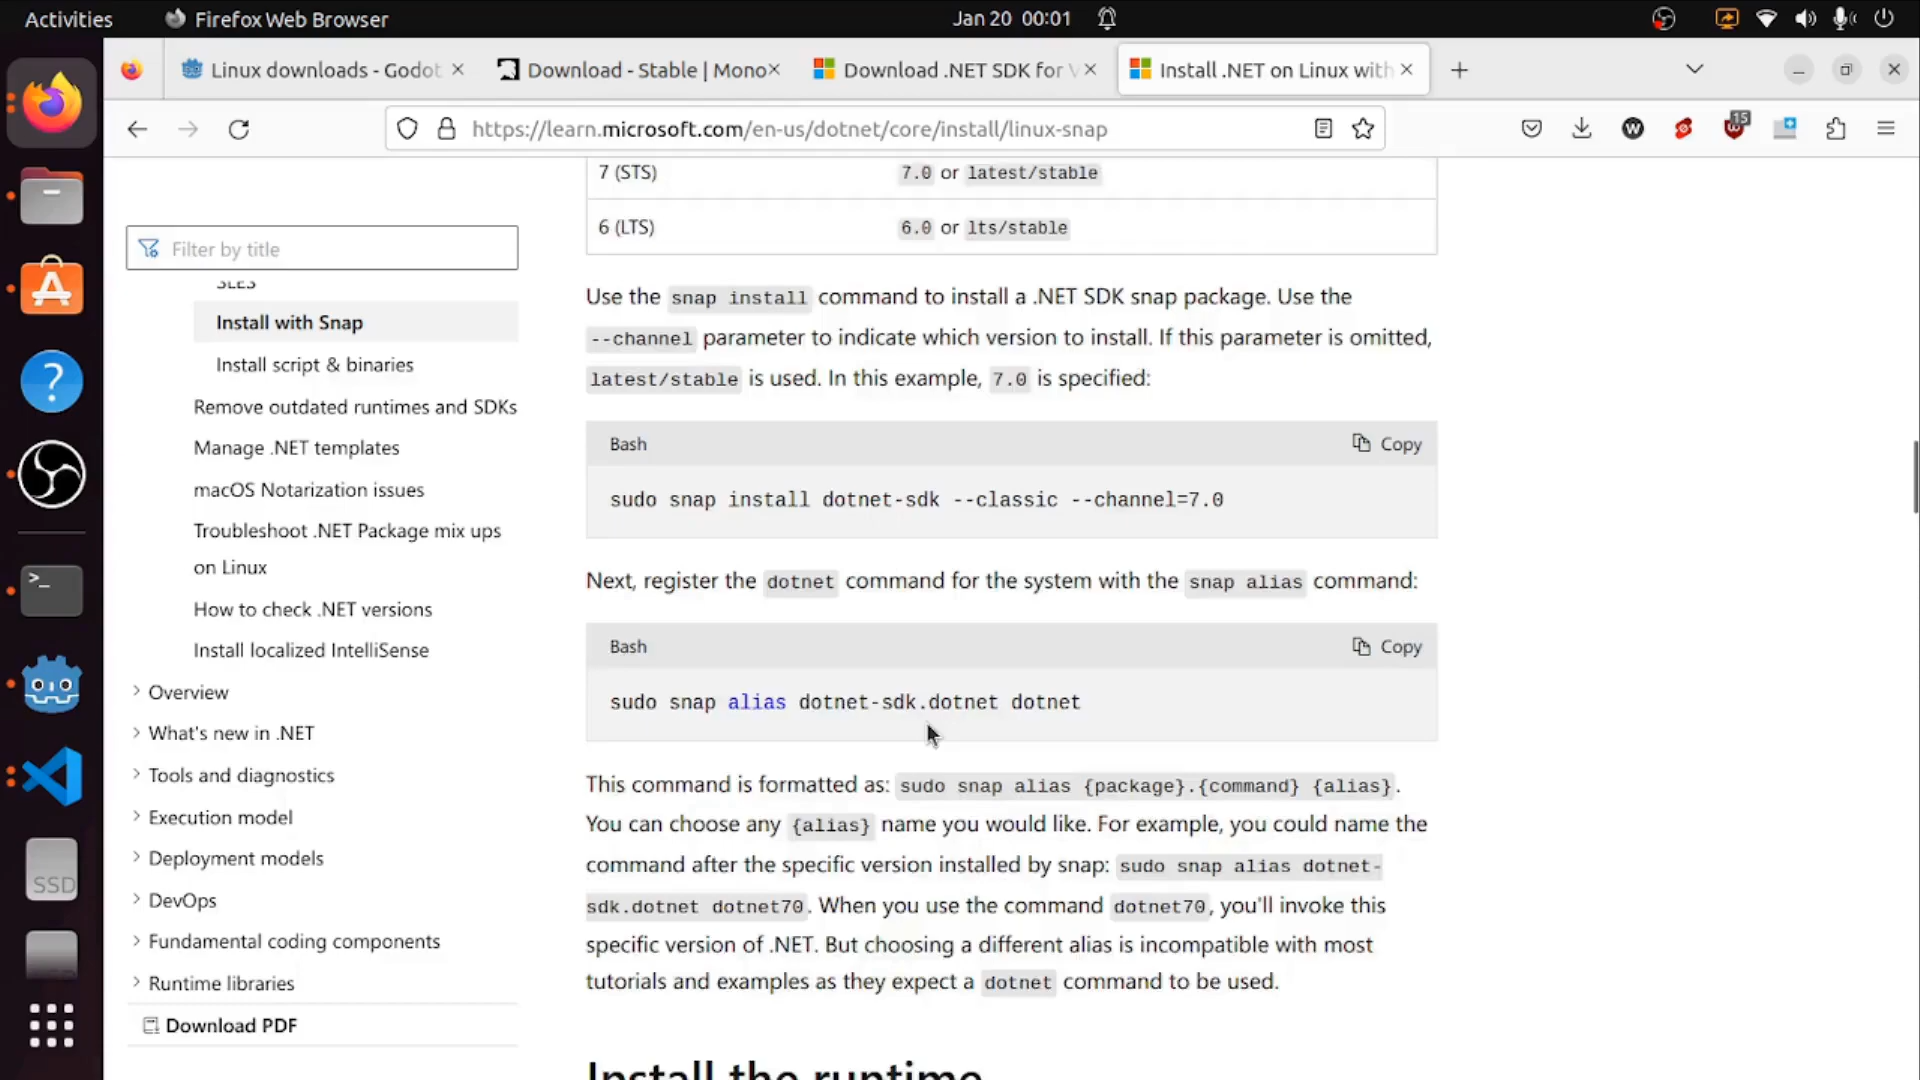 Activities
Firefox Web Browser
Jan 20 00:01
Linux downloads - Godot
Download - Stable | Mono
Download .NET SDK for V
Install .NET on Linux with
https://learn.microsoft.com/en-us/dotnet/core/install/linux-snap
15
Filter by title
SLES
Install with Snap
Install script & binaries
Remove outdated runtimes and SDKs
Manage .NET templates
macOS Notarization issues
Troubleshoot .NET Package mix ups
on Linux
How to check .NET versions
Install localized IntelliSense
Overview
What's new in .NET
Tools and diagnostics
Execution model
Deployment models
DevOps
Fundamental coding components
Runtime libraries
Download PDF
7 (STS) 7.0 or latest/stable
6 (LTS) 6.0 or lts/stable
Use the snap install command to install a .NET SDK snap package. Use the
--channel parameter to indicate which version to install. If this parameter is omitted,
latest/stable is used. In this example, 7.0 is specified:
Bash Copy
sudo snap install dotnet-sdk --classic --channel=7.0
Next, register the dotnet command for the system with the snap alias command:
Bash Copy
sudo snap alias dotnet-sdk.dotnet dotnet
This command is formatted as: sudo snap alias {package}.{command} {alias}.
You can choose any {alias} name you would like. For example, you could name the
command after the specific version installed by snap: sudo snap alias dotnet-
sdk.dotnet dotnet70. When you use the command dotnet70, you'll invoke this
specific version of .NET. But choosing a different alias is incompatible with most
tutorials and examples as they expect a dotnet command to be used.
Install the runtime
SSD